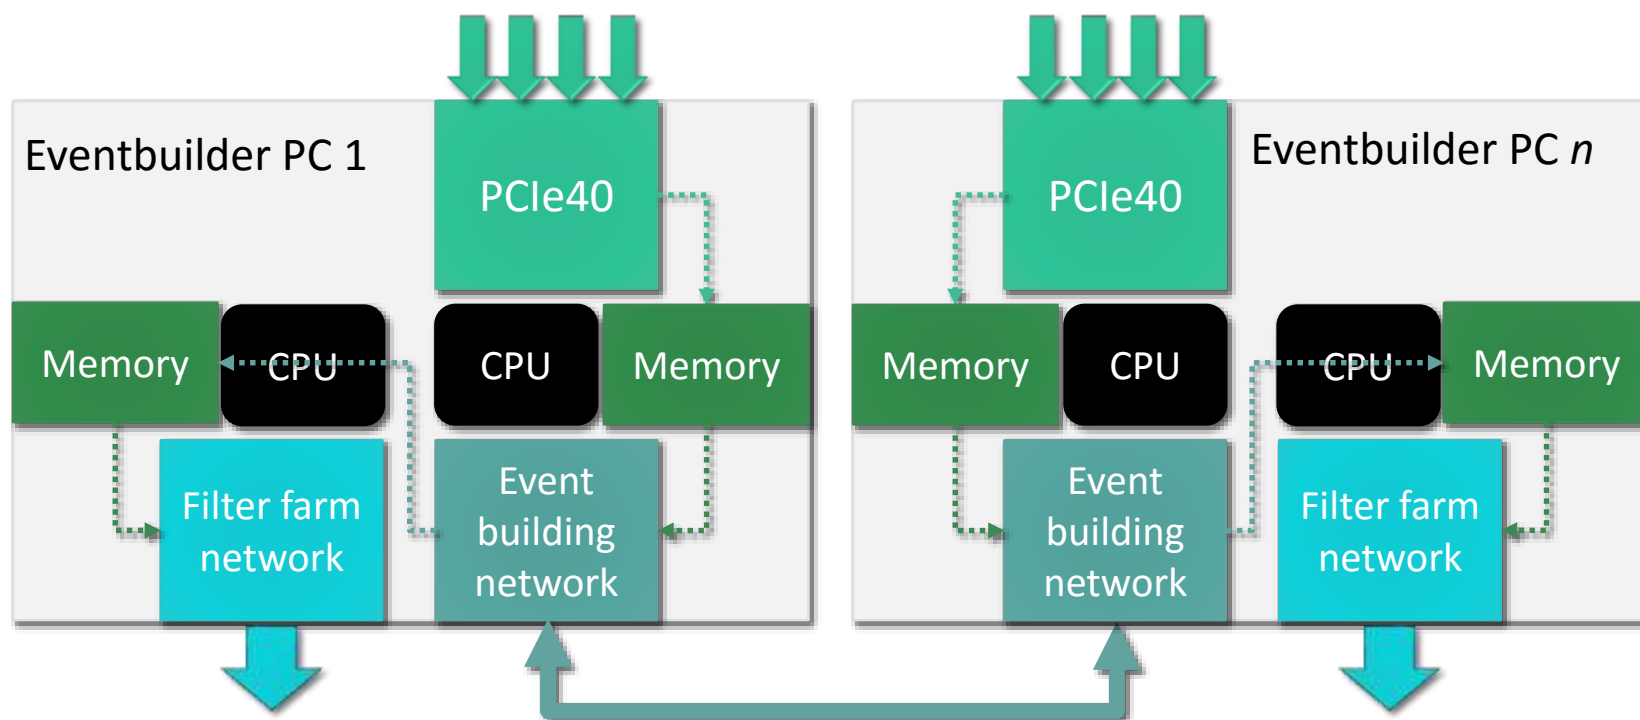 Eventbuilder PC 1
PCIe40
Memory
CPU
CPU
Memory
Filter farm
network
Event
building
network
Eventbuilder PC n
PCIe40
Memory
CPU
CPU
Memory
Event
building
network
Filter farm
network